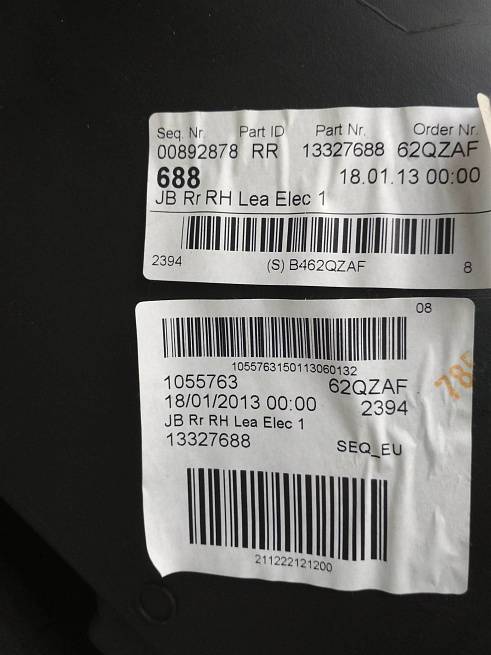 Seq. Nr. Part ID Part Nr. Order Nr.
00892878 RR 13327688 62QZAF
688 18.01.13 00:00
JB Rr RH Lea Elec 1
2394 (S) B462QZAF 8
08
1055763150113060132
1055763 62QZAF
18/01/2013 00:00 2394
JB Rr RH Lea Elec 1
13327688 SEQ_EU
211222121200